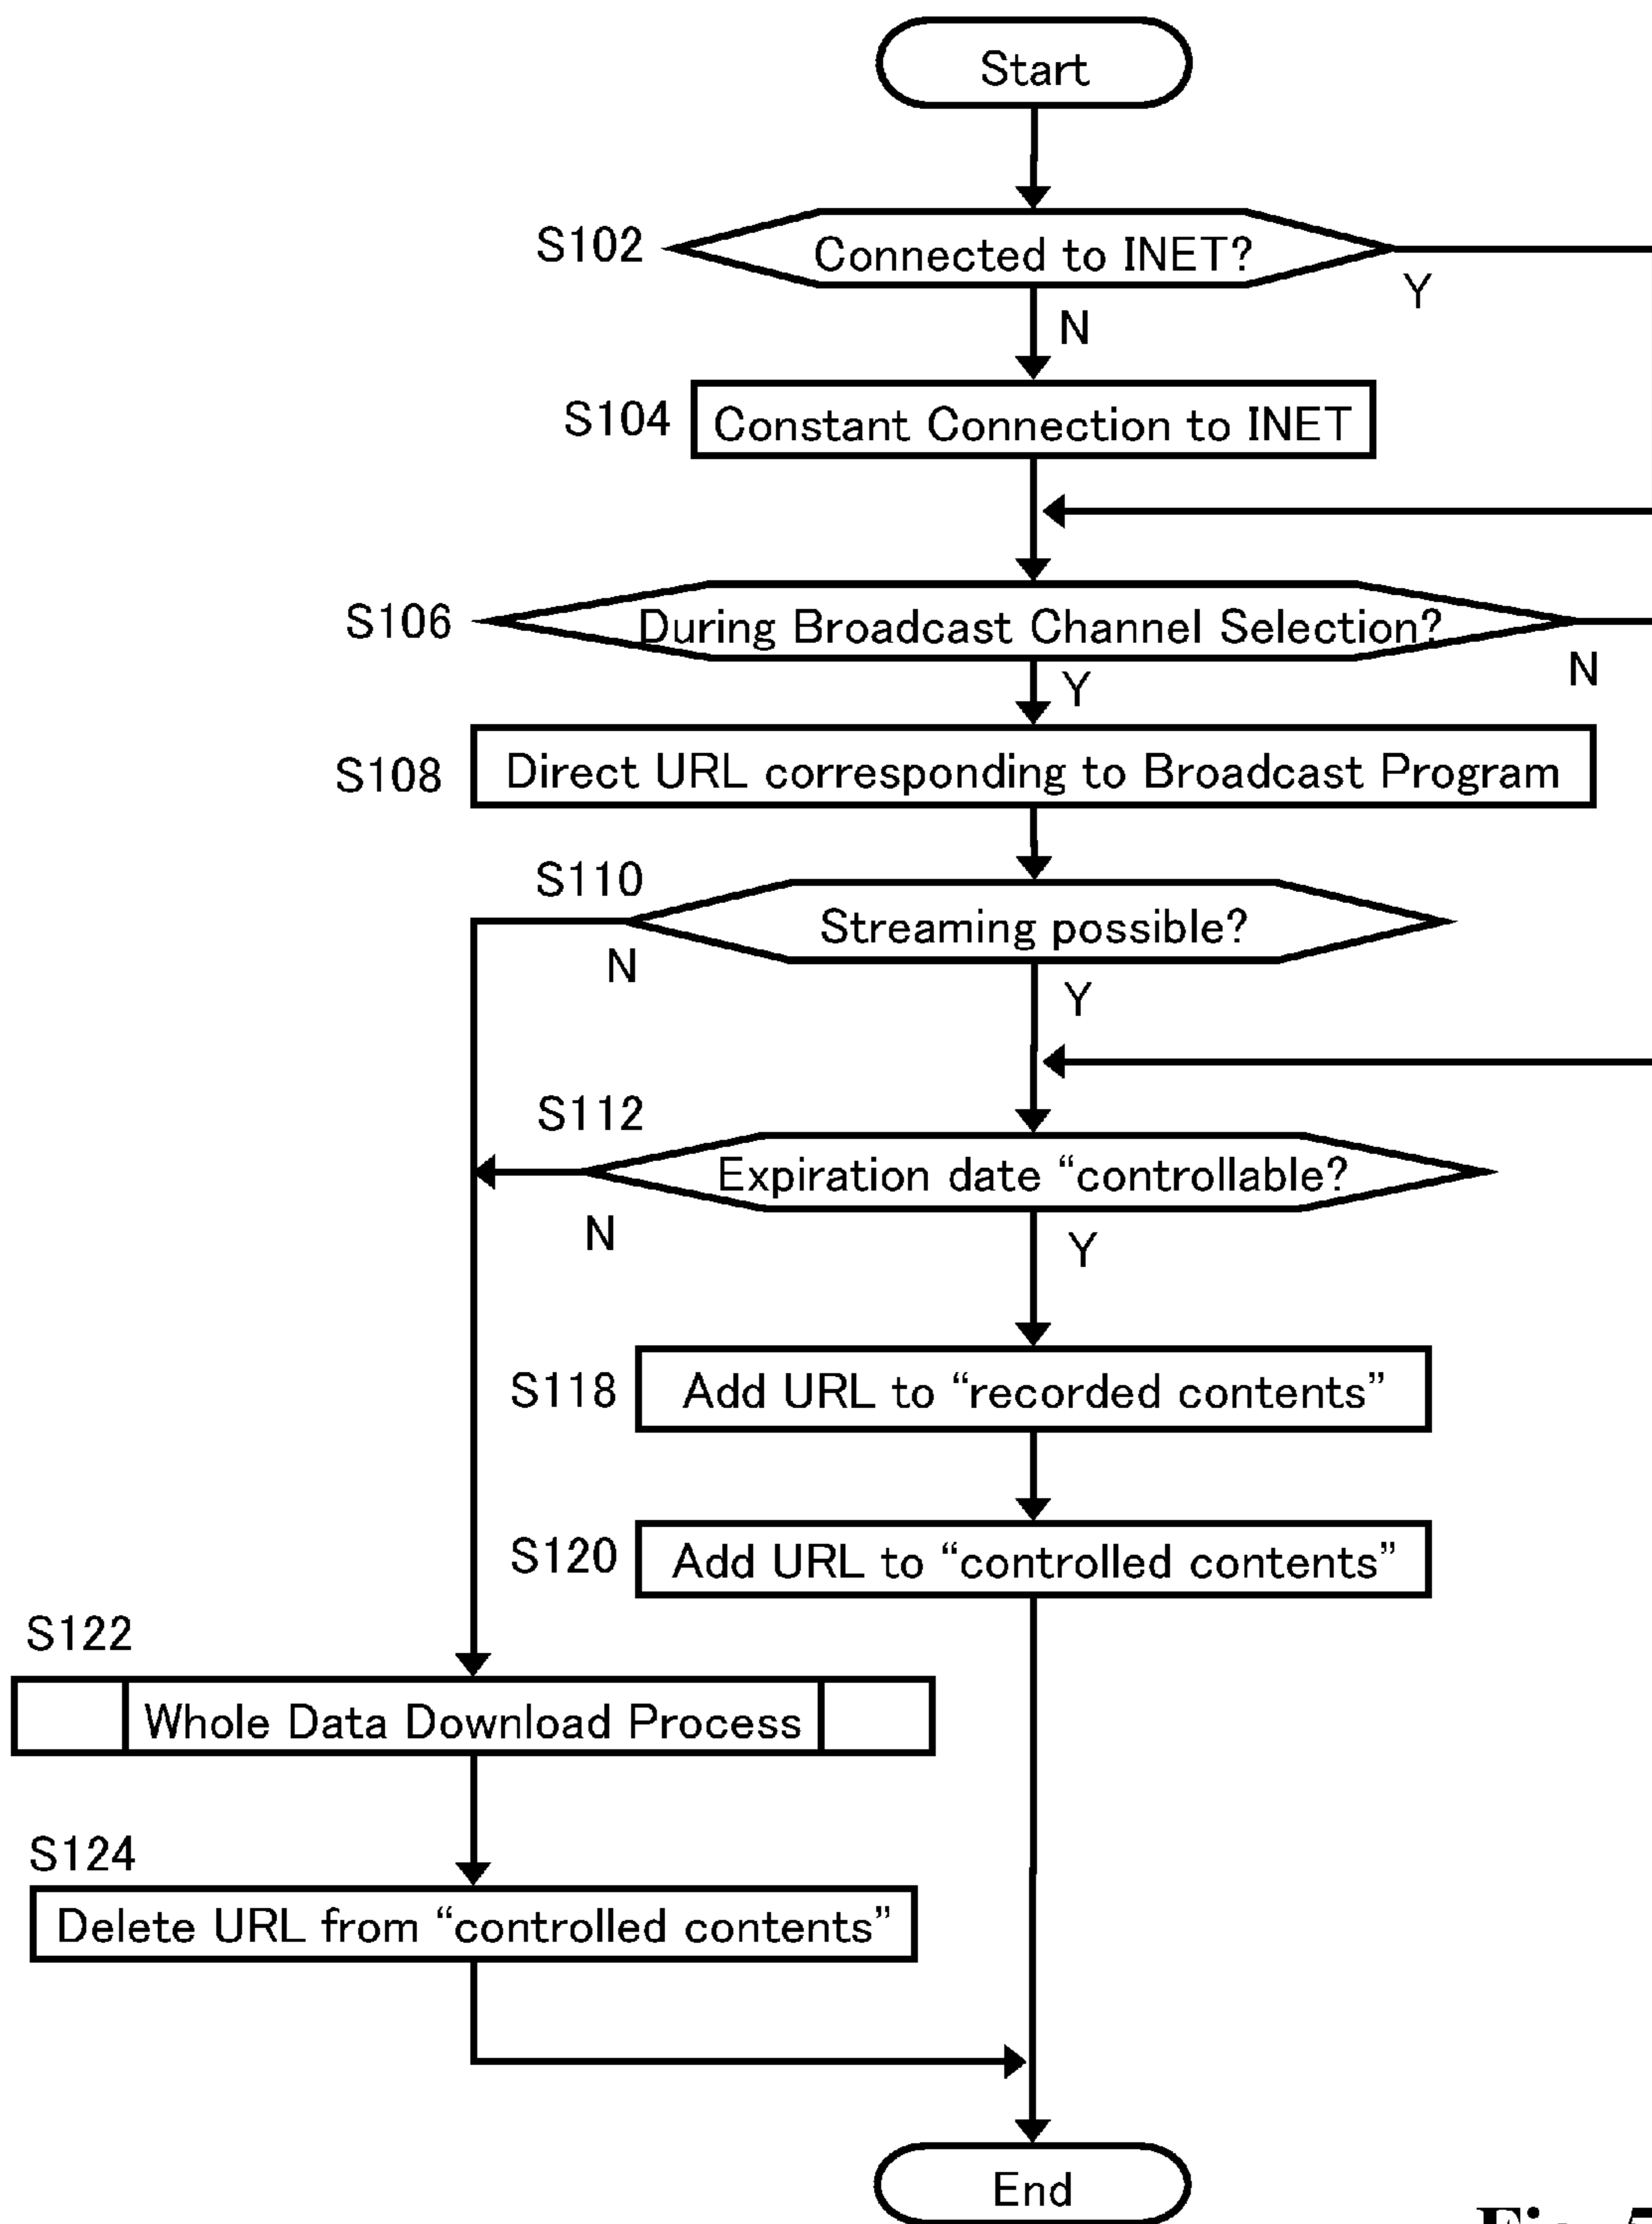 Start
S102
Connected to INET?
Y
N
S104
Constant Connection to INET
S106
During Broadcast Channel Selection?
N
Y
S108
Direct URL corresponding to Broadcast Program
S110
Streaming possible?
N
Y
S112
Expiration date “controllable?
N
Y
S118
Add URL to “recorded contents”
S120
Add URL to “controlled contents”
S122
Whole Data Download Process
S124
Delete URL from “controlled contents”
End